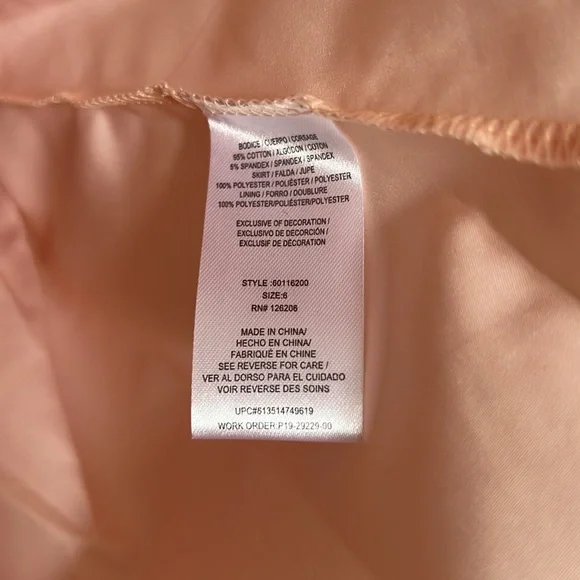 BODICE / CUERPO / CORSAGE
95% COTTON / ALGODON / COTON
5% SPANDEX / SPANDEX / SPANDEX
SKIRT / FALDA / JUPE
100% POLYESTER / POLIÉSTER / POLYESTER
LINING / FORRO / DOUBLURE
100% POLYESTER/POLIÉSTER/POLYESTER
EXCLUSIVE OF DECORATION /
EXCLUSIVO DE DECORCIÓN /
EXCLUSIF DE DÉCORATION
STYLE :60116200
SIZE:6
RN# 126208
MADE IN CHINA/
HECHO EN CHINA/
FABRIQUÉ EN CHINE
SEE REVERSE FOR CARE /
VER AL DORSO PARA EL CUIDADO
VOIR REVERSE DES SOINS
UPC#613514749619
WORK ORDER:P19-29229-00